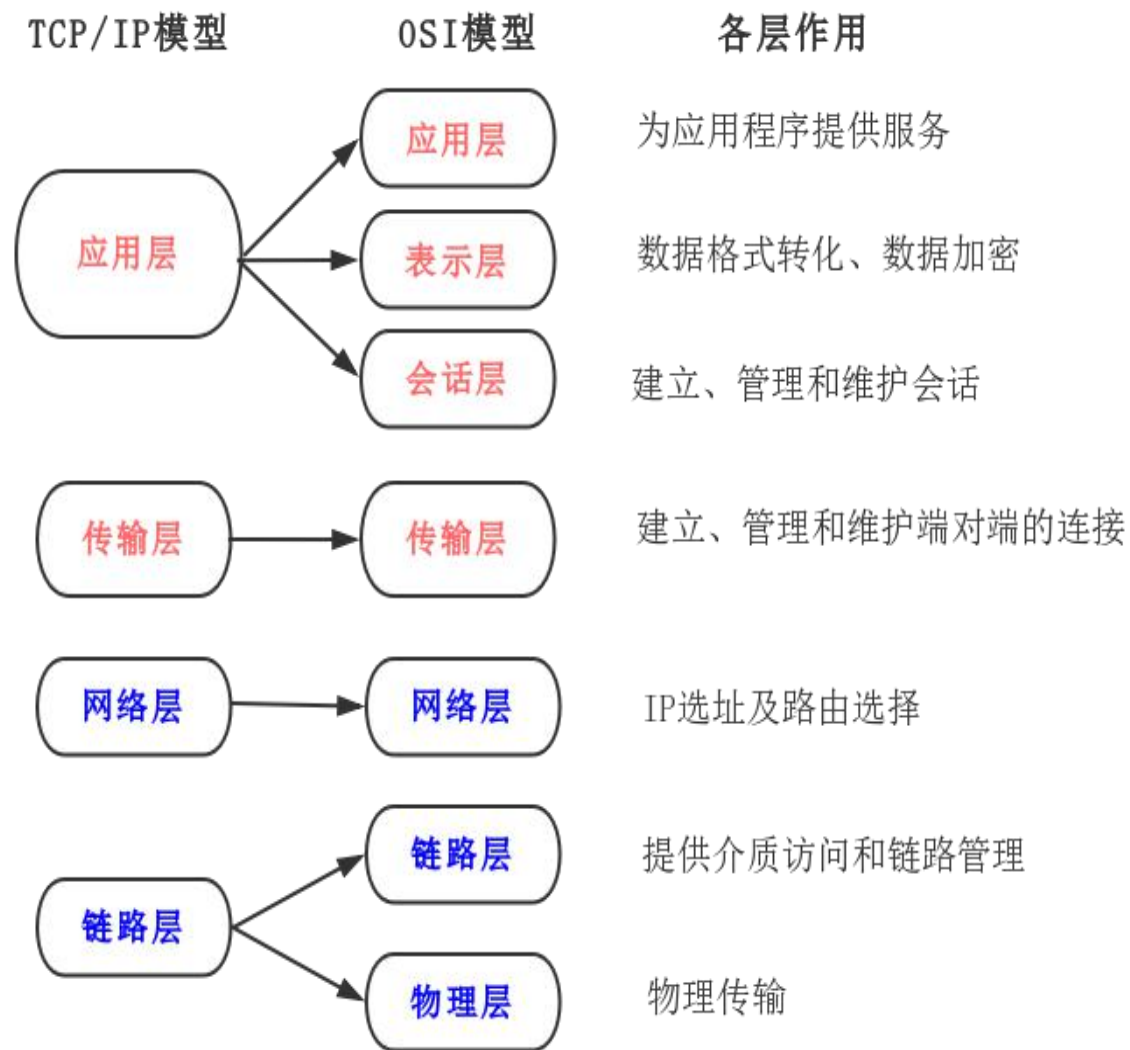 TCP/IP模型 OSI模型 各层作用
应用层 为应用程序提供服务
应用层 表示层 数据格式转化、数据加密
会话层 建立、管理和维护会话
传输层 传输层 建立、管理和维护端对端的连接
网络层 网络层 IP选址及路由选择
链路层 提供介质访问和链路管理
链路层
物理层 物理传输